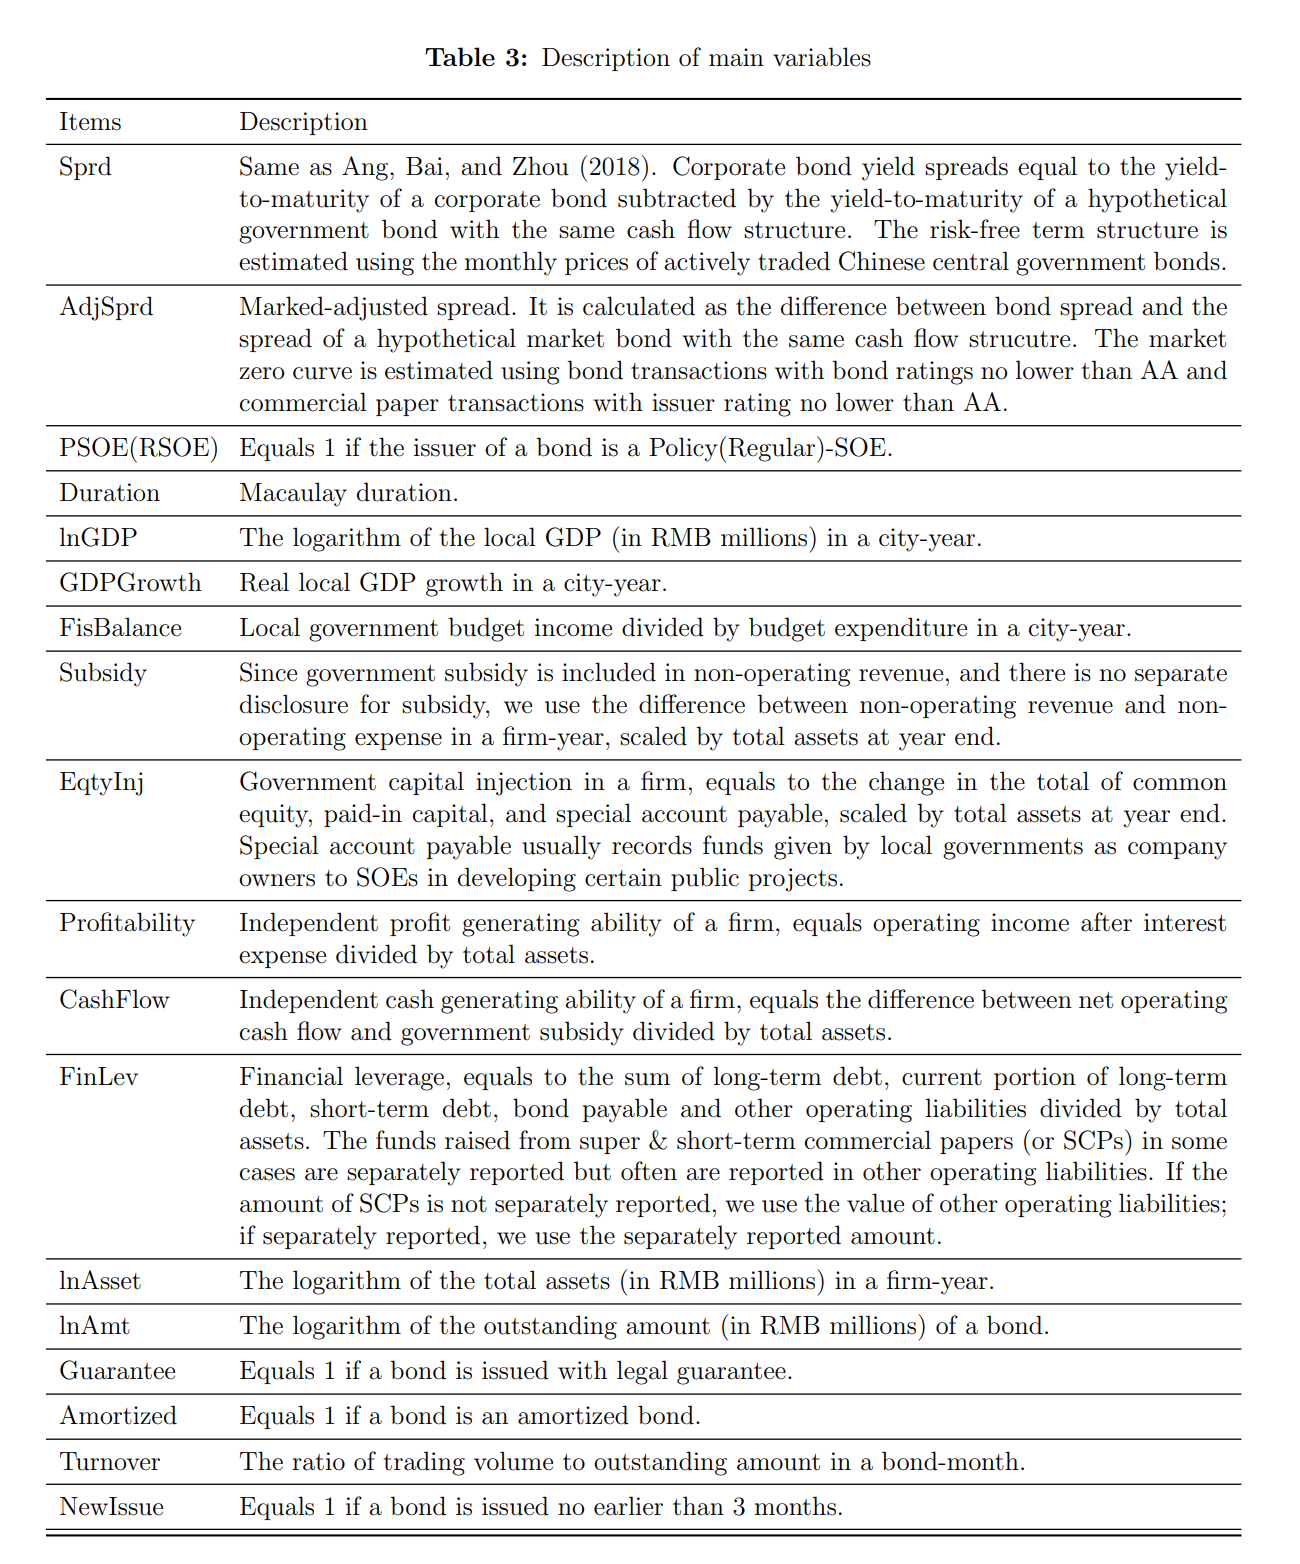 Table 3: Description of main variables
Items Description
Sprd Same as Ang, Bai, and Zhou (2018). Corporate bond yield spreads equal to the yield-
to-maturity of a corporate bond subtracted by the yield-to-maturity of a hypothetical
government bond with the same cash flow structure. The risk-free term structure is
estimated using the monthly prices of actively traded Chinese central government bonds.
AdjSprd Marked-adjusted spread. It is calculated as the difference between bond spread and the
spread of a hypothetical market bond with the same cash flow strucutre. The market
zero curve is estimated using bond transactions with bond ratings no lower than AA and
commercial paper transactions with issuer rating no lower than AA.
PSOE(RSOE) Equals 1 if the issuer of a bond is a Policy(Regular)-SOE.
Duration Macaulay duration.
lnGDP The logarithm of the local GDP (in RMB millions) in a city-year.
GDPGrowth Real local GDP growth in a city-year.
FisBalance Local government budget income divided by budget expenditure in a city-year.
Subsidy Since government subsidy is included in non-operating revenue, and there is no separate
disclosure for subsidy, we use the difference between non-operating revenue and non-
operating expense in a firm-year, scaled by total assets at year end.
EqtyInj Government capital injection in a firm, equals to the change in the total of common
equity, paid-in capital, and special account payable, scaled by total assets at year end.
Special account payable usually records funds given by local governments as company
owners to SOEs in developing certain public projects.
Profitability Independent profit generating ability of a firm, equals operating income after interest
expense divided by total assets.
CashFlow Independent cash generating ability of a firm, equals the difference between net operating
cash flow and government subsidy divided by total assets.
FinLev Financial leverage, equals to the sum of long-term debt, current portion of long-term
debt, short-term debt, bond payable and other operating liabilities divided by total
assets. The funds raised from super & short-term commercial papers (or SCPs) in some
cases are separately reported but often are reported in other operating liabilities. If the
amount of SCPs is not separately reported, we use the value of other operating liabilities;
if separately reported, we use the separately reported amount.
lnAsset The logarithm of the total assets (in RMB millions) in a firm-year.
lnAmt The logarithm of the outstanding amount (in RMB millions) of a bond.
Guarantee Equals 1 if a bond is issued with legal guarantee.
Amortized Equals 1 if a bond is an amortized bond.
Turnover The ratio of trading volume to outstanding amount in a bond-month.
NewIssue Equals 1 if a bond is issued no earlier than 3 months.